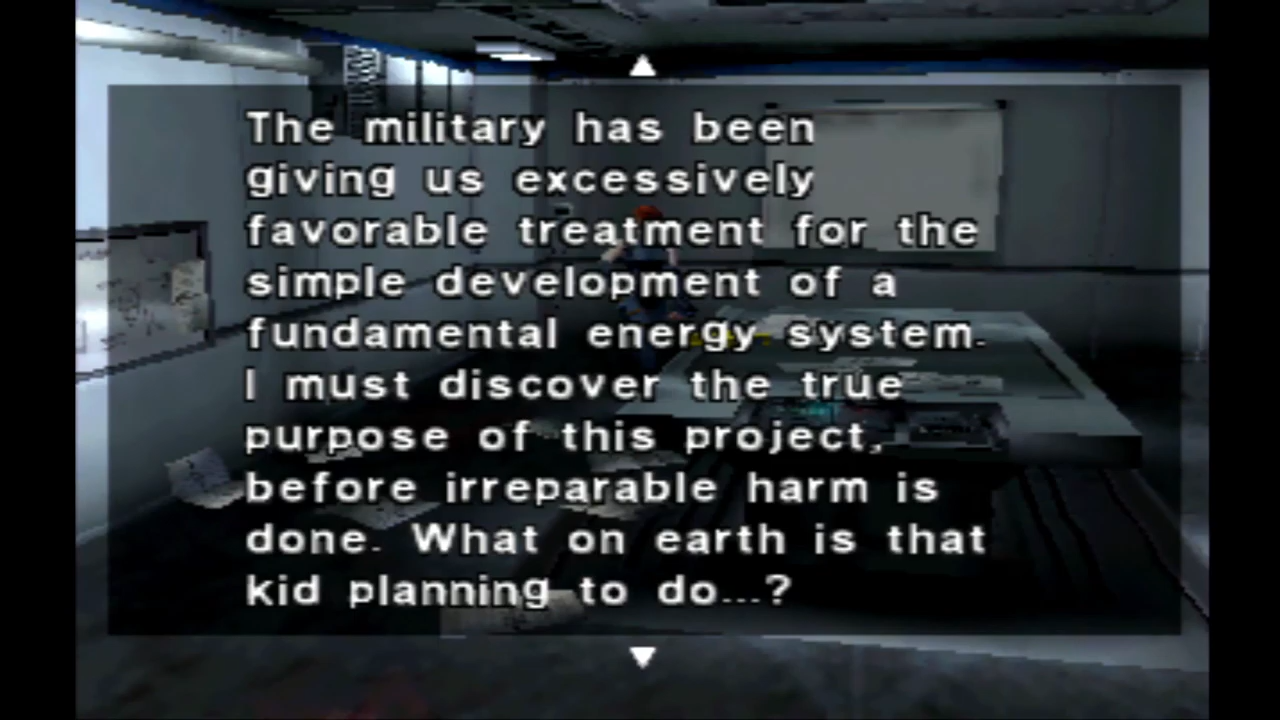 The military has been
giving us excessively
favorable treatment for the
simple development of a
fundamental energy system.
I must discover the true
purpose of this project,
before irreparable harm is
done. What on earth is that
kid planning to do...?